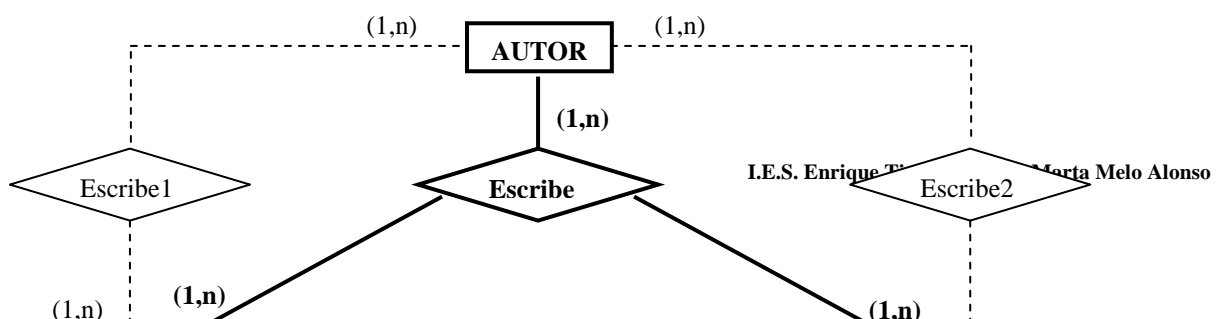 (1,n) (1,n)
AUTOR
(1,n)
I.E.S. Enrique Marta Melo Alonso
Escribe1 Escribe Escribe2
(1,n) (1,n) (1,n)